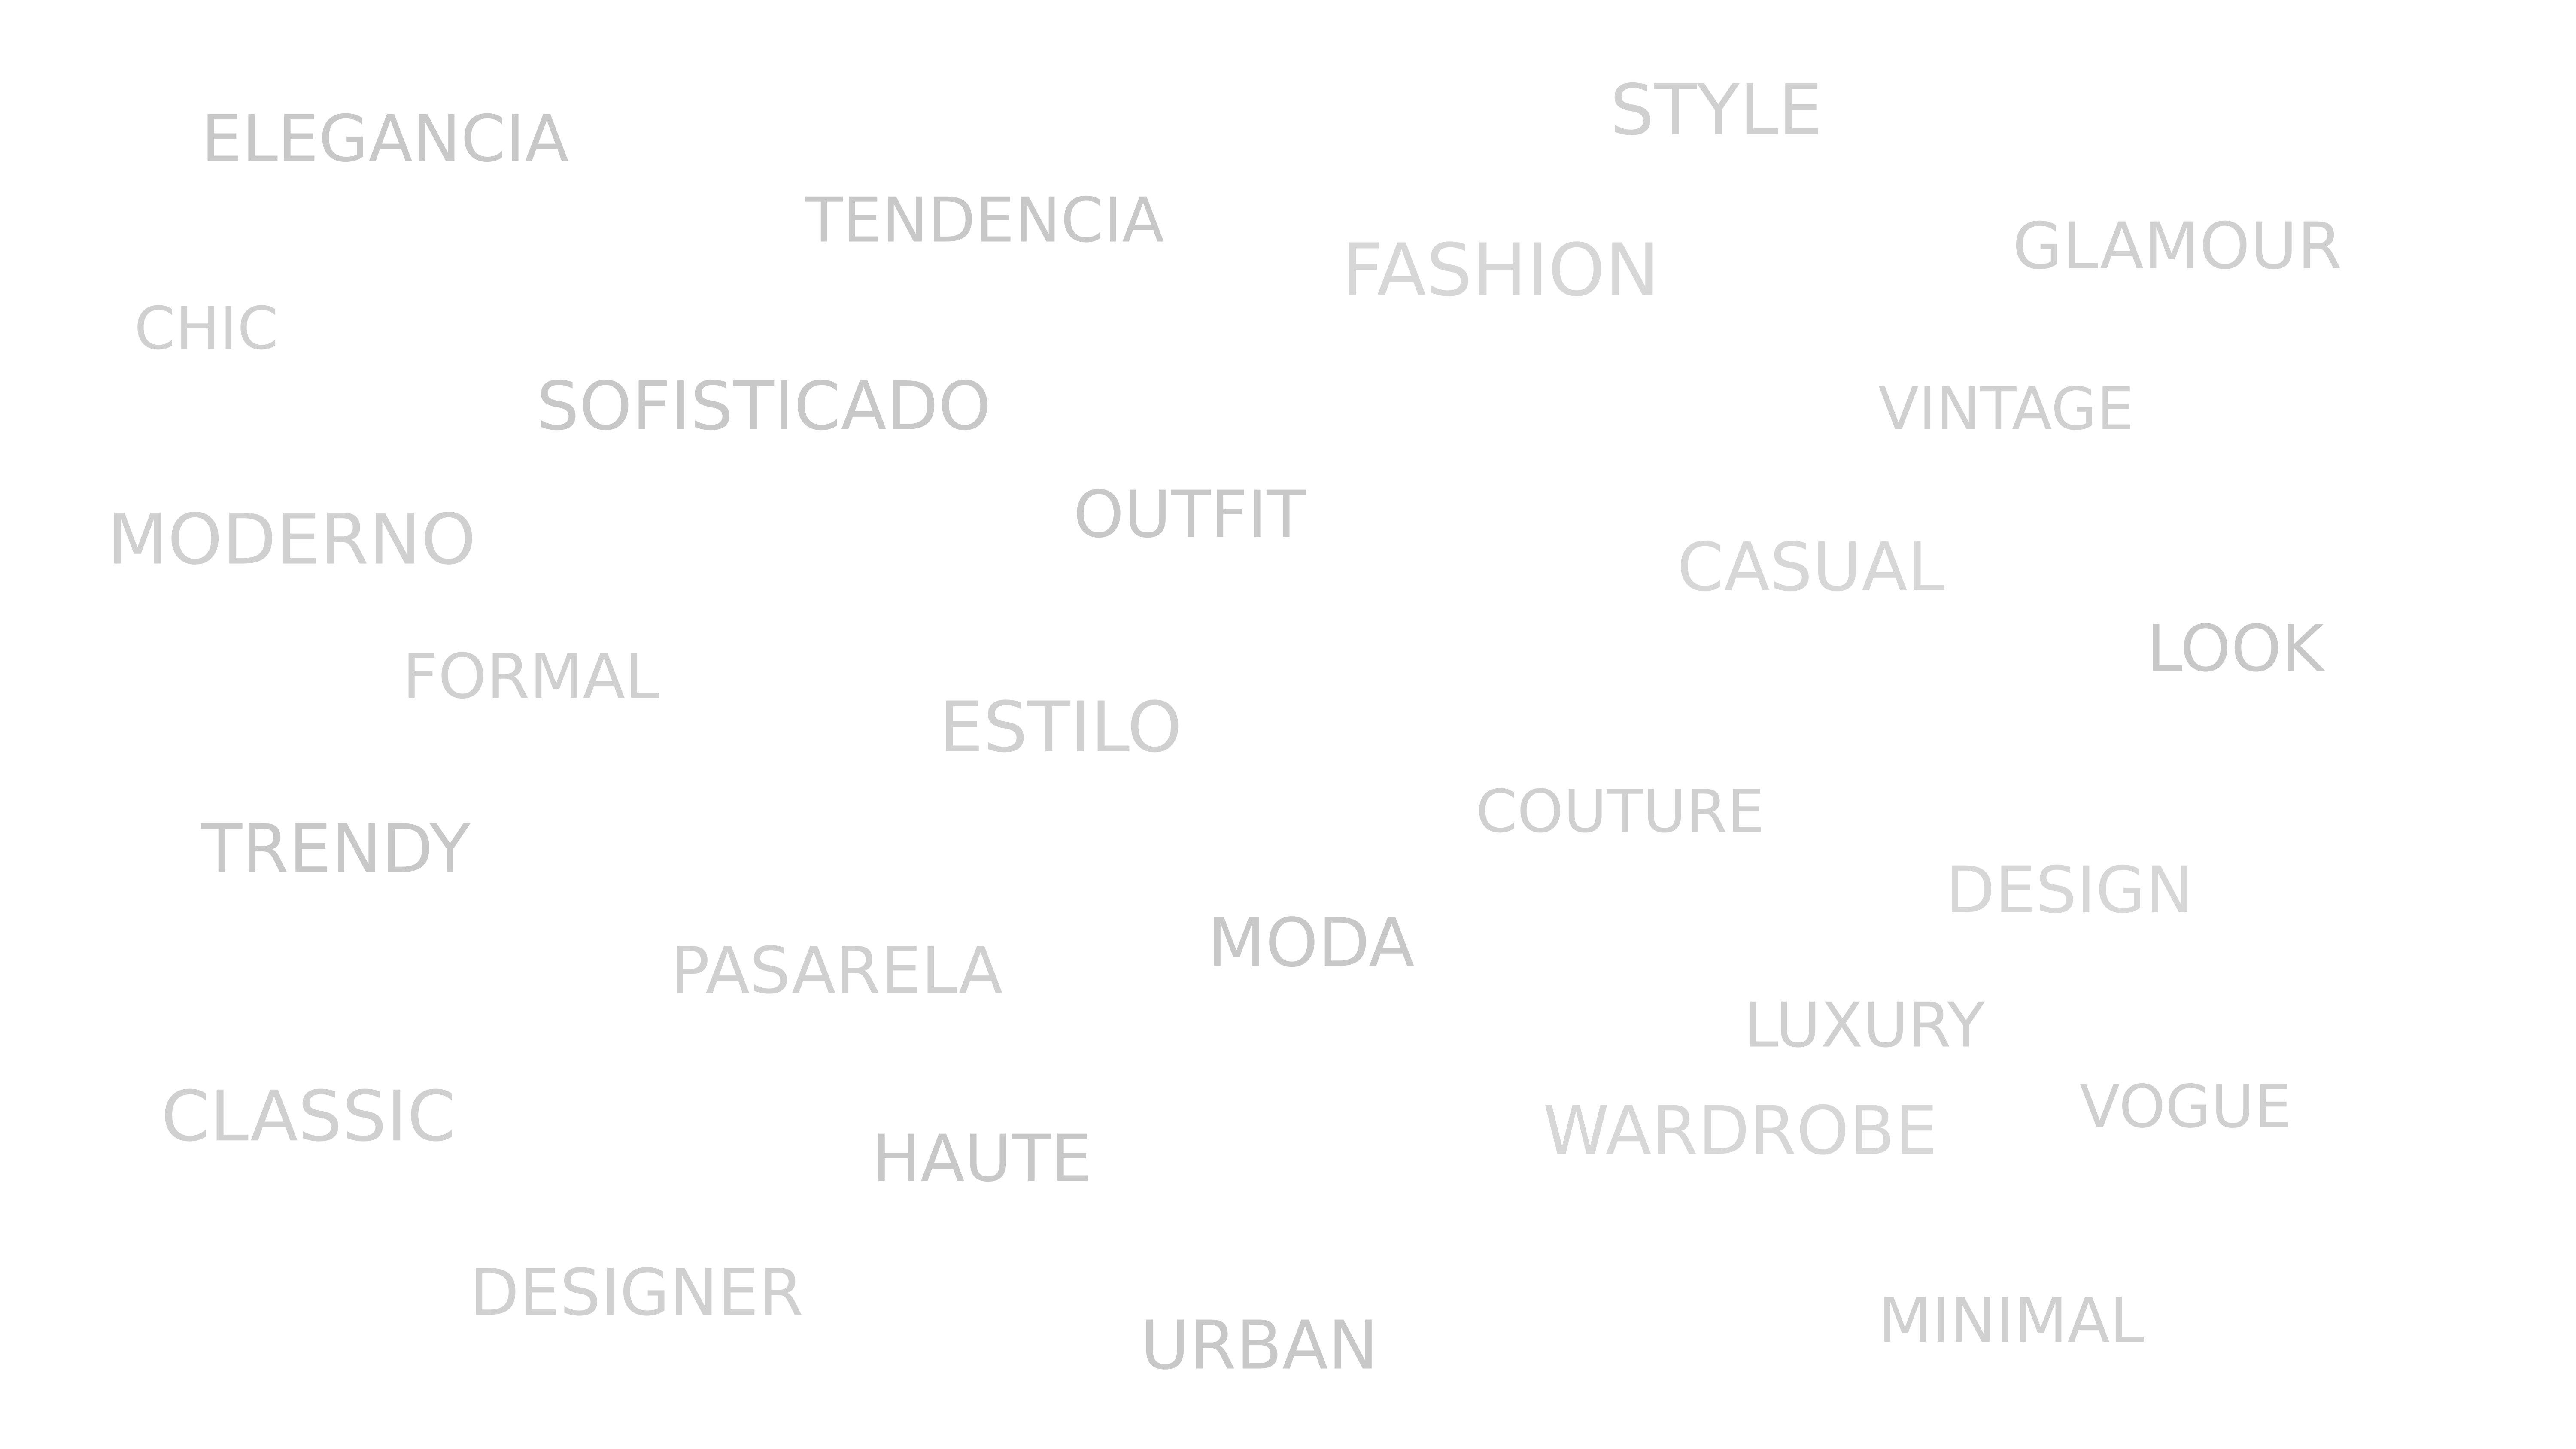 STYLE
ELEGANCIA
TENDENCIA
GLAMOUR
FASHION
CHIC
SOFISTICADO
VINTAGE
OUTFIT
MODERNO
CASUAL
LOOK
FORMAL
ESTILO
COUTURE
TRENDY
DESIGN
MODA
PASARELA
LUXURY
VOGUE
CLASSIC
WARDROBE
HAUTE
DESIGNER
MINIMAL
URBAN